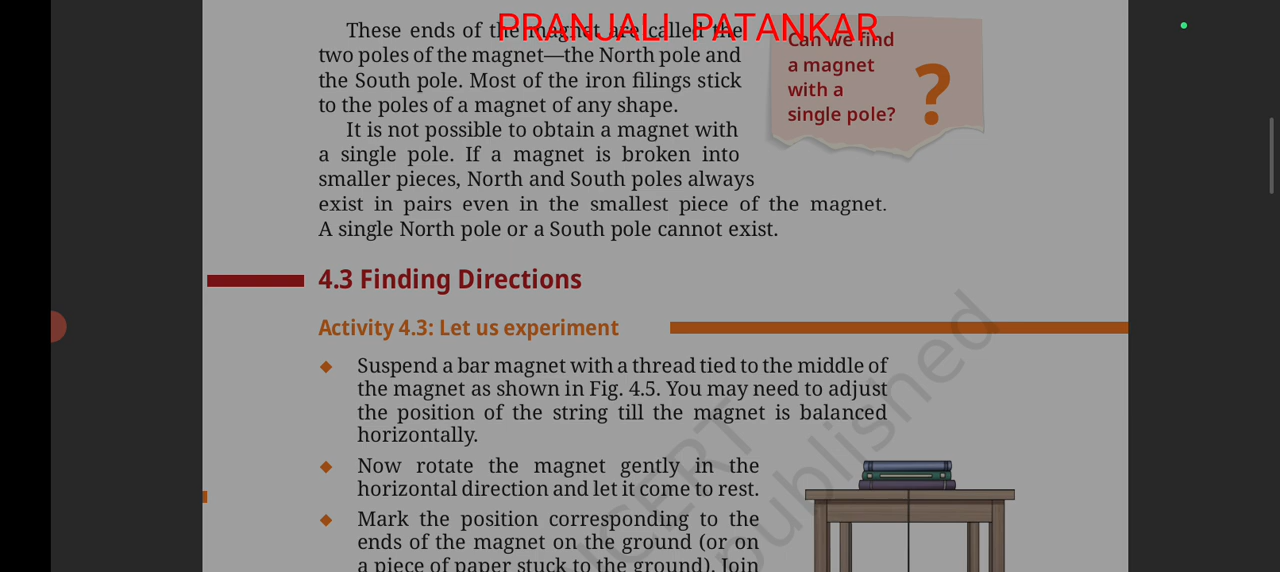 PRANJALI PATANKAR
These ends of the magnet are called the
two poles of the magnet—the North pole and
the South pole. Most of the iron filings stick
to the poles of a magnet of any shape.
Can we find
a magnet
with a
single pole?
?
It is not possible to obtain a magnet with
a single pole. If a magnet is broken into
smaller pieces, North and South poles always
exist in pairs even in the smallest piece of the magnet.
A single North pole or a South pole cannot exist.
4.3 Finding Directions
Activity 4.3: Let us experiment
Suspend a bar magnet with a thread tied to the middle of
the magnet as shown in Fig. 4.5. You may need to adjust
the position of the string till the magnet is balanced
horizontally.
Now rotate the magnet gently in the
horizontal direction and let it come to rest.
Mark the position corresponding to the
ends of the magnet on the ground (or on
a piece of paper stuck to the ground). Join
NCERT
published